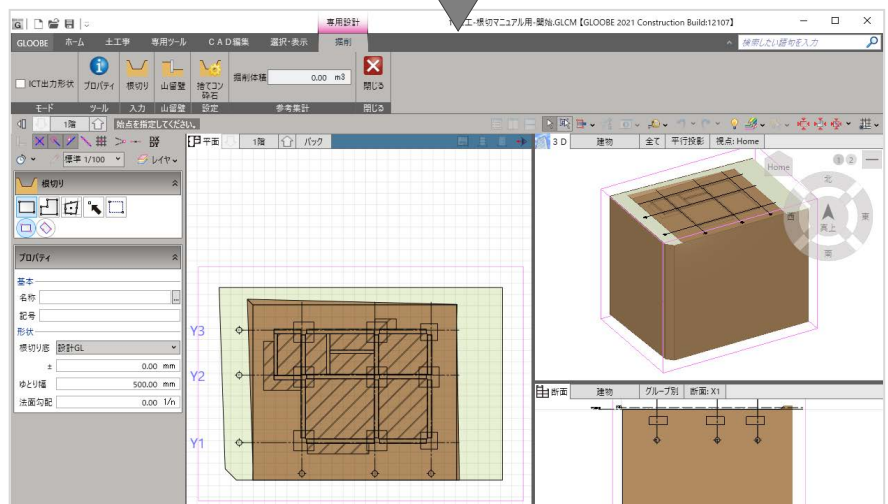 専用設計
工-根切マニュアル用-開始.GLCM【GLOOBE 2021 Construction Build:12107】
GLOOBE ホーム 土工事 専用ツール CAD編集 選択・表示 掘削
検索したい語句を入力
ICT出力形状 プロパティ 根切り 山留壁 捨てコン 砕石
掘削体積 0.00 m3
閉じる
モード ツール 入力 山留壁 設定 参考集計 閉じる
1階 始点を指定してください。
標準 1/100 レイヤ
平面 1階 バック
3D 建物 全て 平行投影 視点: Home
根切り
プロパティ
基本
名称
記号
形状
根切り底 設計GL
± 0.00 mm
ゆとり幅 500.00 mm
法面勾配 0.00 1/n
Y3
Y2
Y1
Home
1 2
北
西 真上 東
南
断面 建物 グループ別 断面: X1